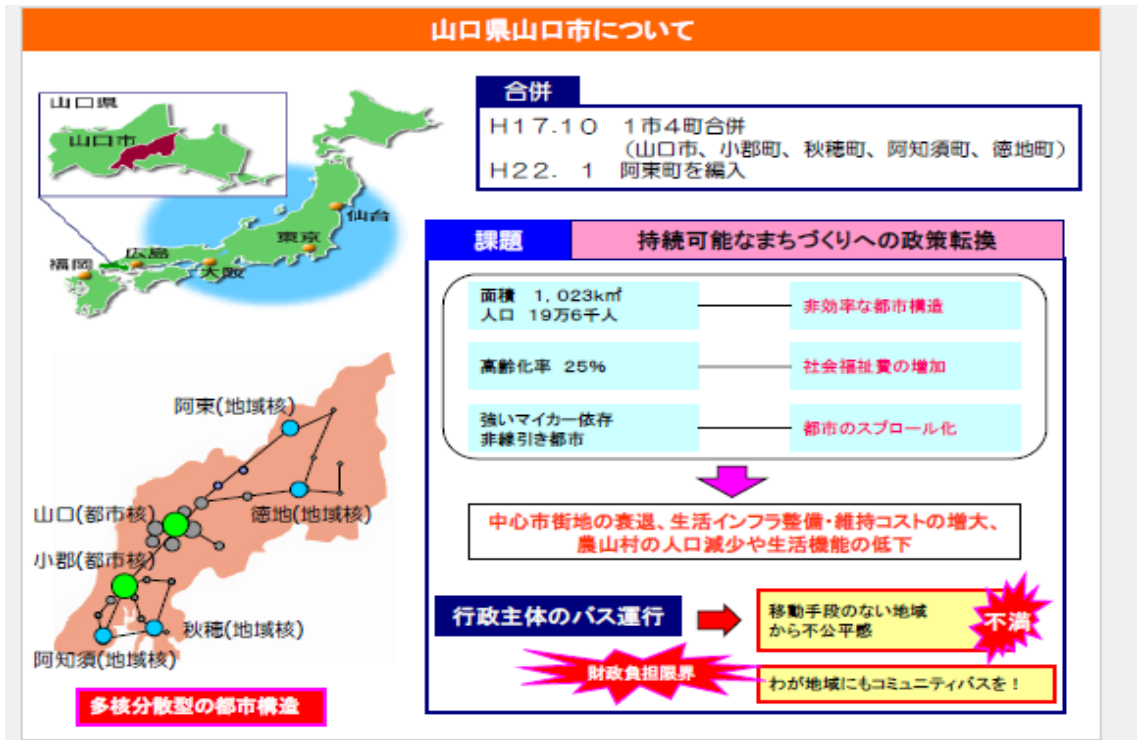 山口県山口市について
山口県
山口市
仙台
東京
広島
福岡
大阪
合併
H17.10 1市4町合併
(山口市、小郡町、秋穂町、阿知須町、徳地町)
H22. 1 阿東町を編入
課題
持続可能なまちづくりへの政策転換
面積 1,023k㎡
人口 19万6千人
非効率な都市構造
高齢化率 25%
社会福祉費の増加
強いマイカー依存
非線引き都市
都市のスプロール化
中心市街地の衰退、生活インフラ整備・維持コストの増大、
農山村の人口減少や生活機能の低下
行政主体のバス運行
移動手段のない地域
から不公平感
不満
財政負担限界
わが地域にもコミュニティバスを!
阿東(地域核)
山口(都市核)
徳地(地域核)
小郡(都市核)
秋穂(地域核)
阿知須(地域核)
多核分散型の都市構造